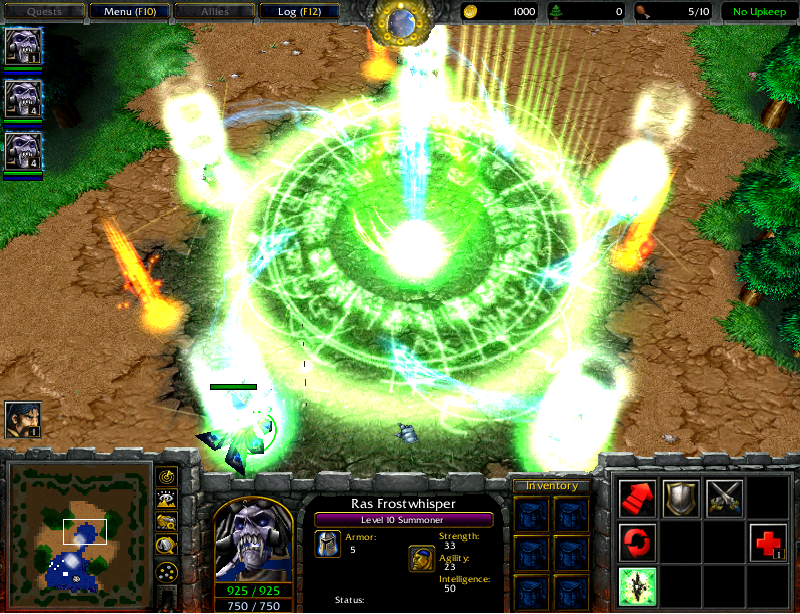 Quests Menu (F10) Allies Log (F12) 1000 0 5/10 No Upkeep
1
4
4
1
Ras Frostwhisper
Level 10 Summoner
Armor:
5
Strength:
33
Agility:
23
Intelligence:
50
Status:
925 / 925
750 / 750
Inventory
1